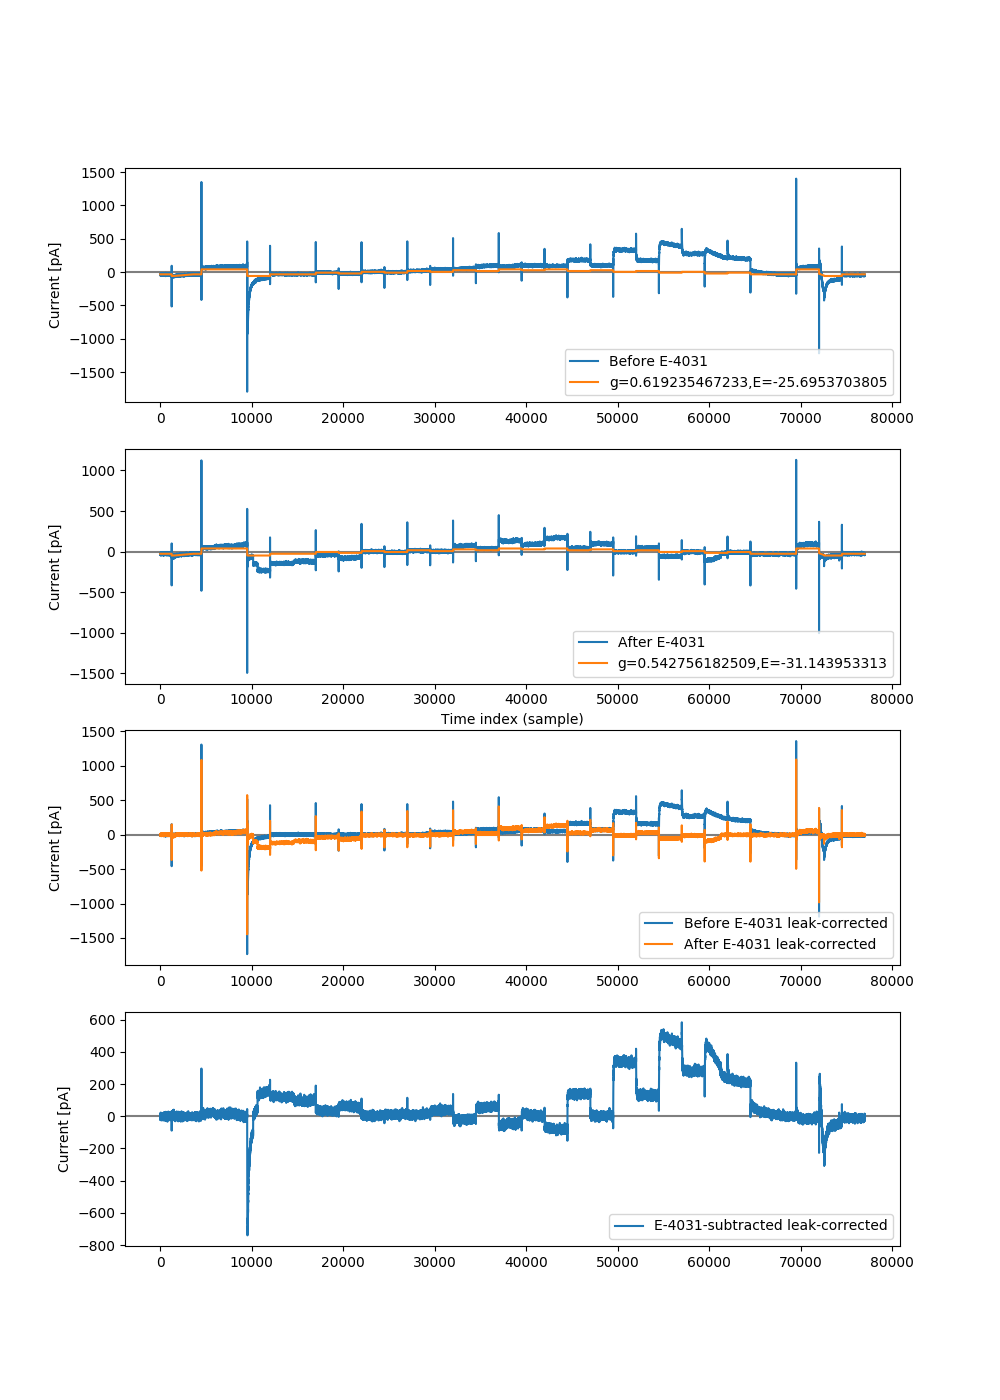 1500
1000
500
0
−500
−1000
−1500
Current [pA]
Before E-4031
g=0.619235467233,E=-25.6953703805
0 10000 20000 30000 40000 50000 60000 70000 80000
1000
500
0
−500
−1000
−1500
Current [pA]
After E-4031
g=0.542756182509,E=-31.143953313
0 10000 20000 30000 40000 50000 60000 70000 80000
Time index (sample)
1500
1000
500
0
−500
−1000
−1500
Current [pA]
Before E-4031 leak-corrected
After E-4031 leak-corrected
0 10000 20000 30000 40000 50000 60000 70000 80000
600
400
200
0
−200
−400
−600
−800
Current [pA]
E-4031-subtracted leak-corrected
0 10000 20000 30000 40000 50000 60000 70000 80000